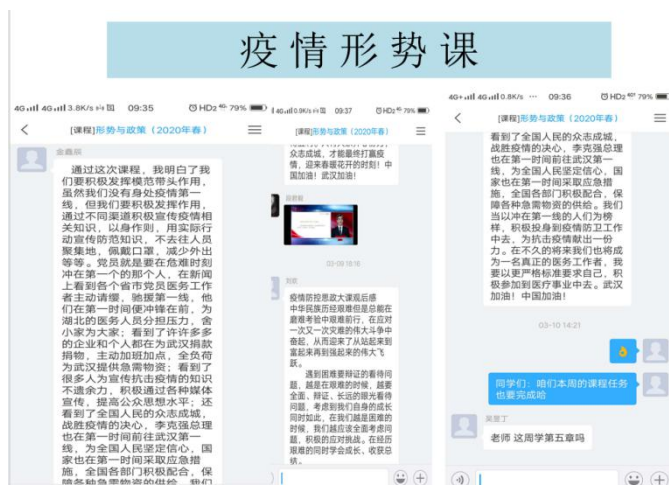 疫情形势课
4G 4G 3.8K/s 09:35 HD2 4G 79%
[课程]形势与政策（2020年春）
通过这次课程，我明白了我
们要积极发挥模范带头作用，
虽然我们没有身处疫情第一
线，但我们要积极发挥作用，
通过不同渠道积极宣传疫情相
关知识，以身作则，用实际行
动宣传防范知识，不去往人员
聚集地，佩戴口罩，减少外出
等等。党员就是要在危难时刻
冲在第一个的那个人，在新闻
上看到各个省市党员医务工作
者主动请缨，驰援第一线，他
们在第一时间便冲锋在前，为
湖北的医务人员分担压力，舍
小家为大家；看到了许许多多
的企业和个人都在为武汉捐款
捐物，主动加班加点，全负荷
为武汉提供急需物资；看到了
很多人为宣传抗击疫情的知识
不遗余力，积极通过各种媒体
宣传，提高公众思想水平；还
看到了全国人民的众志成城，
战胜疫情的决心，李克强总理
也在第一时间前往武汉第一
线，为全国人民坚定信心，国
家也在第一时间采取应急措
施，全国各部门积极配合，保
障各种急需物资的供给。我们
4G 0.9K/s 09:37 HD2 4G 79%
[课程]形势与政策（2020年春）
众志成城，才能最终打赢疫
情，迎来春暖花开的时刻！中
国加油！武汉加油！
03-09 16:16
疫情防控思政大课观后感
中华民族历经艰难但是总能在
磨难考验中艰难前行，在应对
一次又一次灾难的伟大斗争中
奋起，从而迎来了从站起来到
富起来再到强起来的伟大飞
跃。
遇到困难要辩证的看待问
题，越是在艰难的时候，越要
全面、辩证、长远的眼光看待
问题，考虑到我们自身的成长
同时如此，在我们越是困难的
时候，我们越应该全面考虑问
题，积极的应对挑战。在经历
艰难的同时学会成长，收获总
结。
4G+ 4G 0.8K/s ··· 09:36 HD2 4G 79%
[课程]形势与政策（2020年春）
看到了全国人民的众志成城，
战胜疫情的决心，李克强总理
也在第一时间前往武汉第一
线，为全国人民坚定信心，国
家也在第一时间采取应急措
施，全国各部门积极配合，保
障各种急需物资的供给。我们
当以冲在第一线的人们为榜
样，积极投身到疫情防卫工作
中去，为抗击疫情献出一份
力。在不久的将来我们也将成
为一名真正的医务工作者，我
要以更严格标准要求自己，积
极参加到医疗事业中去。武汉
加油！中国加油！
03-10 14:21
同学们：咱们本周的课程任务
也要完成哈
老师 这周学第五章吗